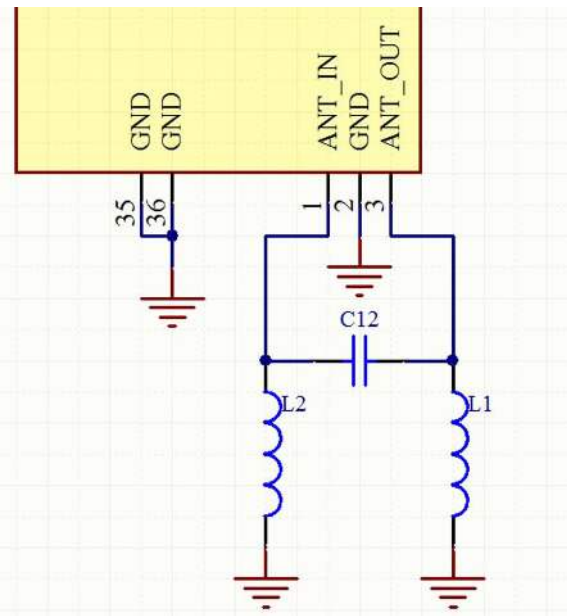 GND
GND
ANT_IN
GND
ANT_OUT
35
36
1
2
3
C12
L2
L1